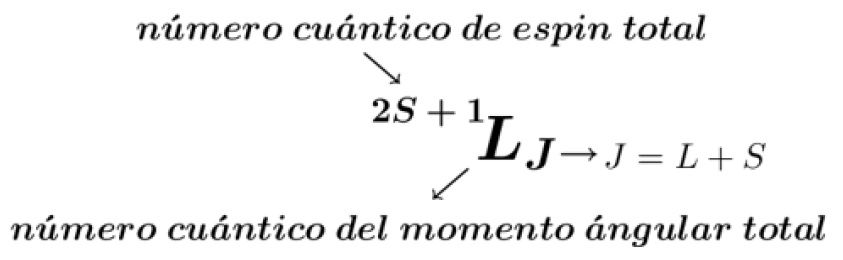 número cuántico de espin total
2S + 1
L J → J = L + S
número cuántico del momento ángular total